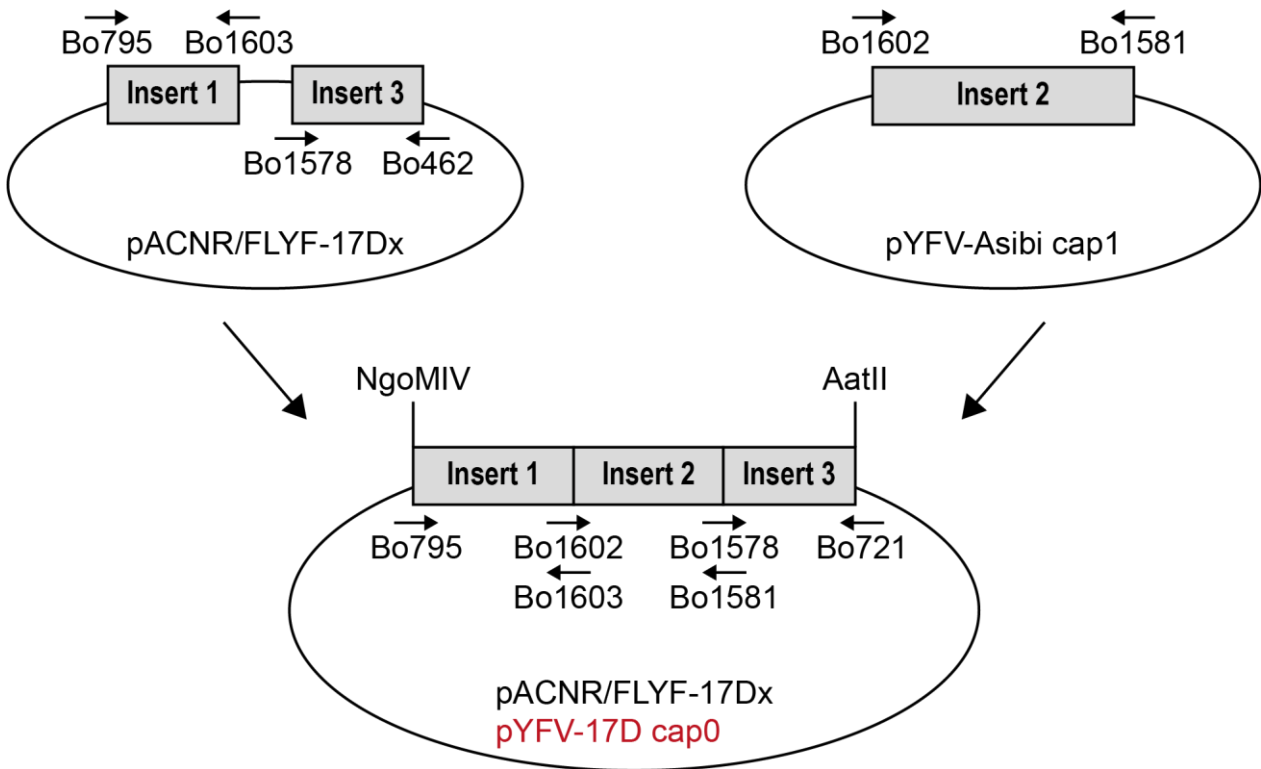 Bo795 Bo1603
Insert 1 Insert 3
Bo1578 Bo462
pACNR/FLYF-17Dx
Bo1602 Bo1581
Insert 2
pYFV-Asibi cap1
NgoMIV AatII
Insert 1 Insert 2 Insert 3
Bo795 Bo1602 Bo1578 Bo721
Bo1603 Bo1581
pACNR/FLYF-17Dx
pYFV-17D cap0